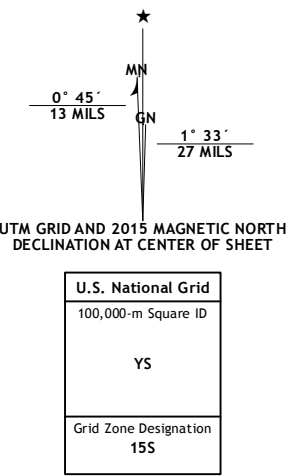 MN
0° 45´
13 MILS
GN
1° 33´
27 MILS
UTM GRID AND 2015 MAGNETIC NORTH
DECLINATION AT CENTER OF SHEET
U.S. National Grid
100,000-m Square ID
YS
Grid Zone Designation
15S